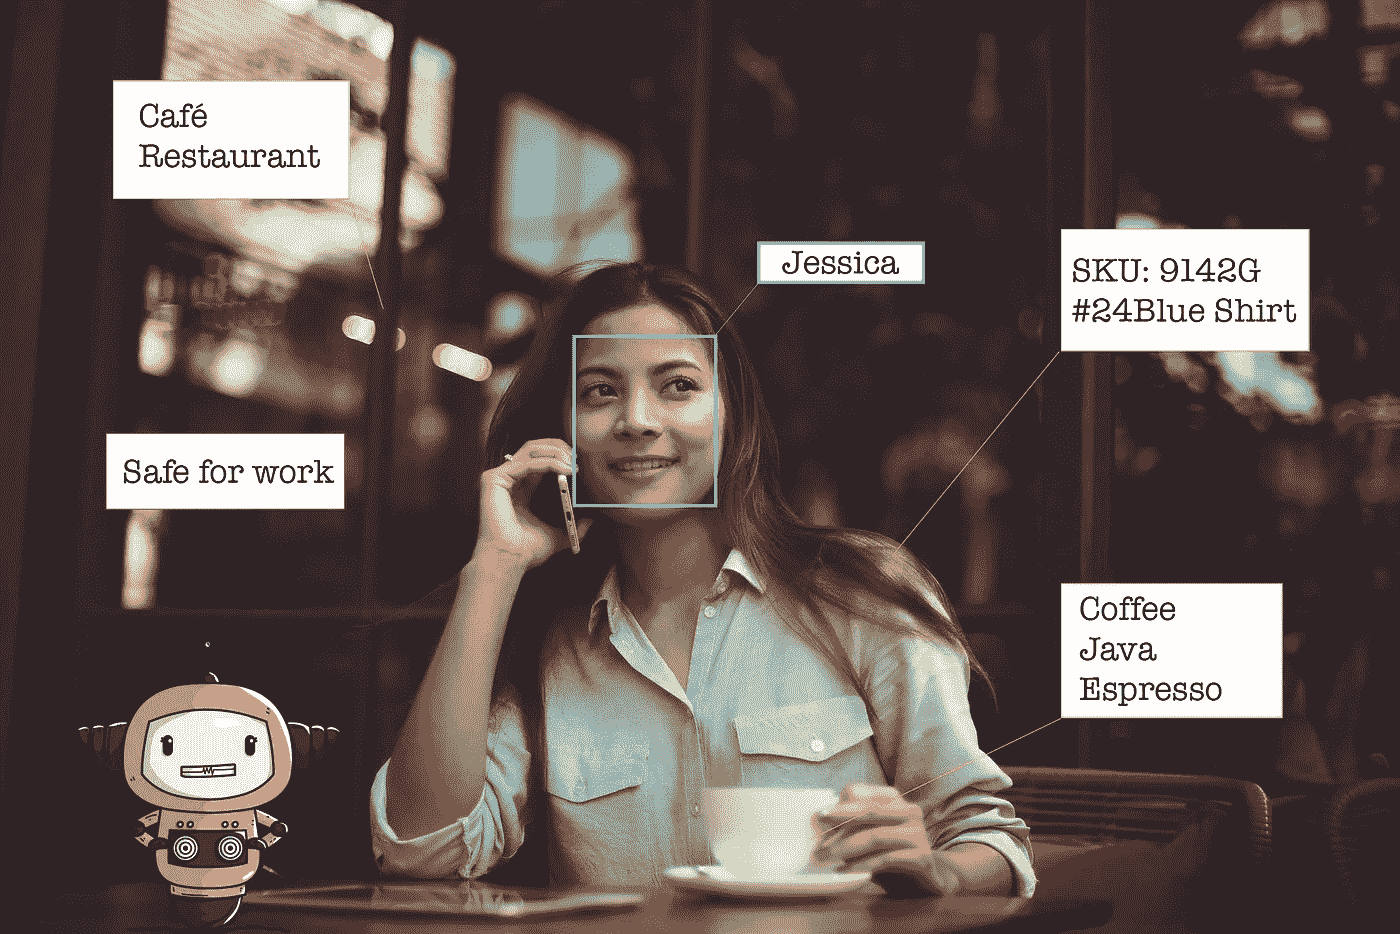 Café
Restaurant
Jessica
SKU: 9142G
#24Blue Shirt
Safe for work
Coffee
Java
Espresso